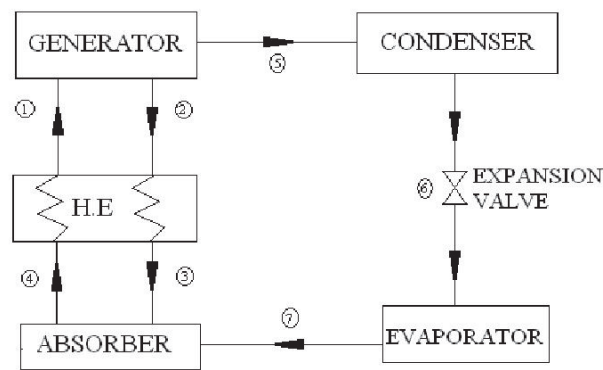 GENERATOR
CONDENSER
⑤
①
②
⑥
EXPANSION
VALVE
H.E
④
③
⑦
ABSORBER
EVAPORATOR